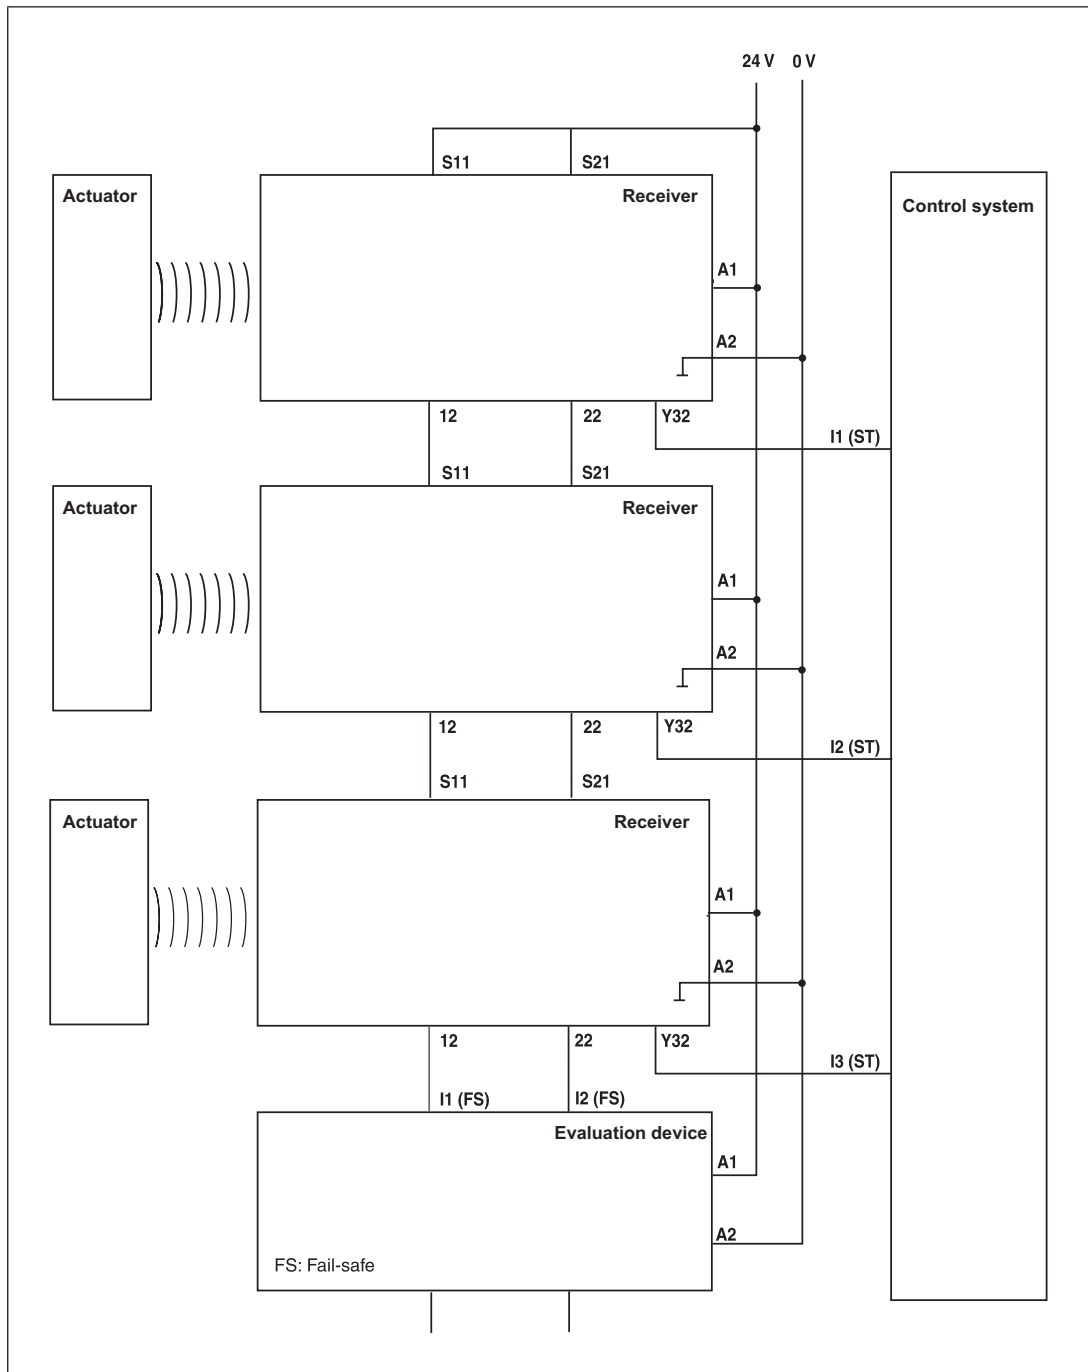 24 V 0 V
S11 S21
Actuator Receiver Control system
A1
A2
12 22 Y32
I1 (ST)
S11 S21
Actuator Receiver
A1
A2
12 22 Y32
I2 (ST)
S11 S21
Actuator Receiver
A1
A2
12 22 Y32
I3 (ST)
I1 (FS) I2 (FS)
Evaluation device
A1
A2
FS: Fail-safe